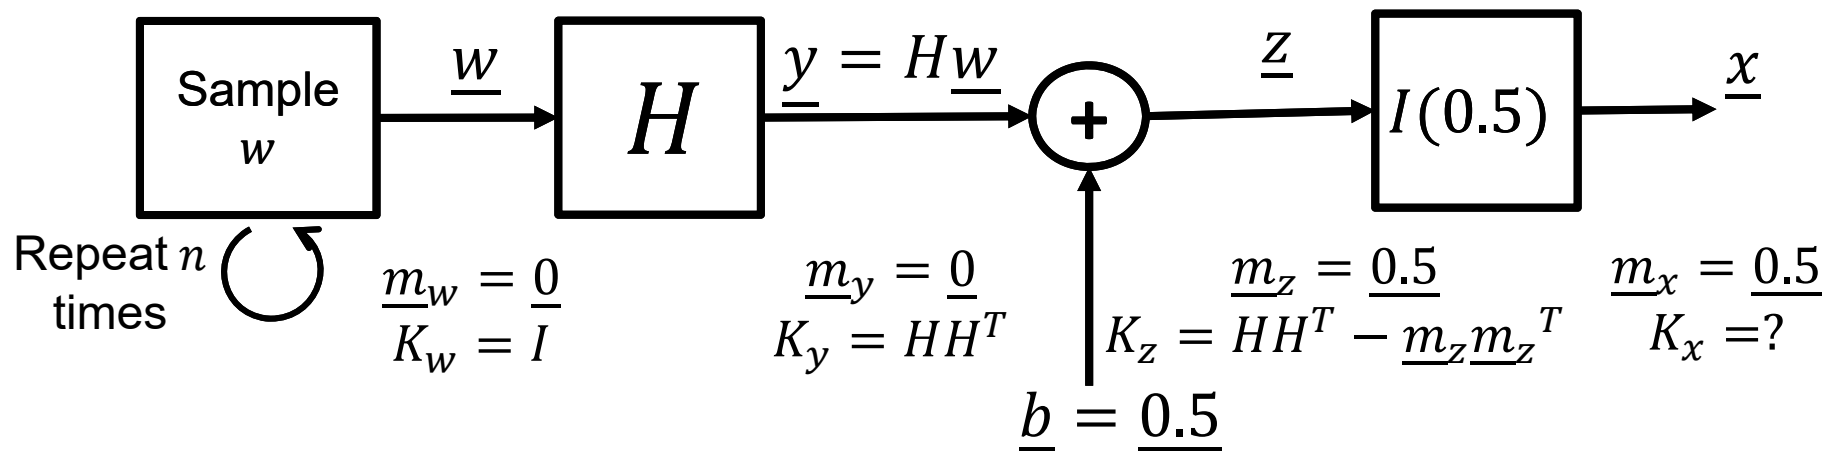 Sample
w
Repeat n
times
w
m_w = 0
K_w = I
H
y = Hw
m_y = 0
K_y = HH^T
+
b = 0.5
z
m_z = 0.5
K_z = HH^T − m_z m_z^T
I(0.5)
x
m_x = 0.5
K_x =?